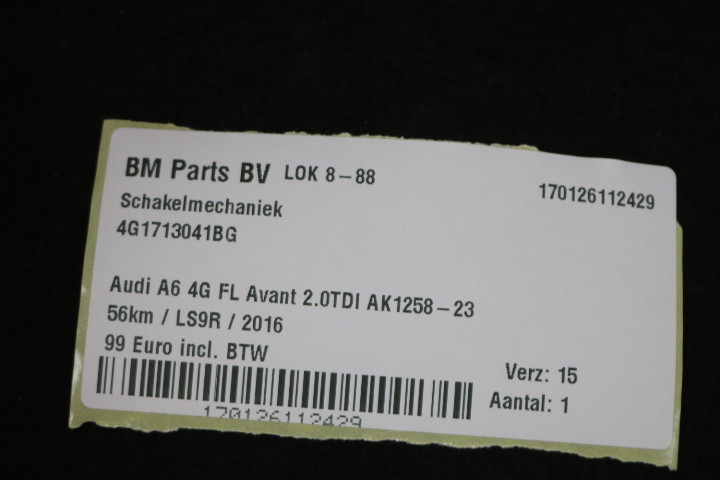 BM Parts BV LOK 8-88 170126112429
Schakelmechaniek
4G1713041BG
Audi A6 4G FL Avant 2.0TDI AK1258-23
56km / LS9R / 2016
99 Euro incl. BTW
Verz: 15
Aantal: 1
170126112429